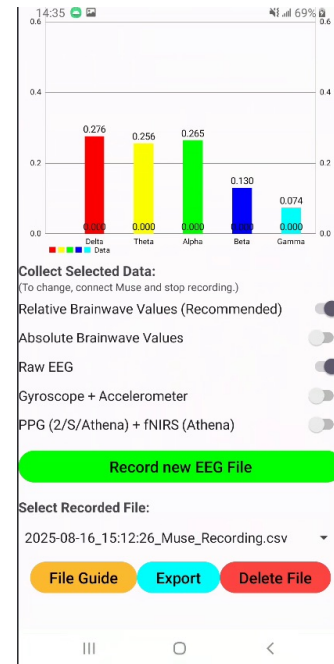 14:35 69%
0.6 0.6
0.4 0.4
0.276 0.256 0.265
0.2 0.2
0.130
0.074
0.000 0.000 0.000 0.000 0.000
0.0 0.0
Delta Theta Alpha Beta Gamma
Data
Collect Selected Data:
(To change, connect Muse and stop recording.)
Relative Brainwave Values (Recommended)
Absolute Brainwave Values
Raw EEG
Gyroscope + Accelerometer
PPG (2/S/Athena) + fNIRS (Athena)
Record new EEG File
Select Recorded File:
2025-08-16_15:12:26_Muse_Recording.csv
File Guide Export Delete File